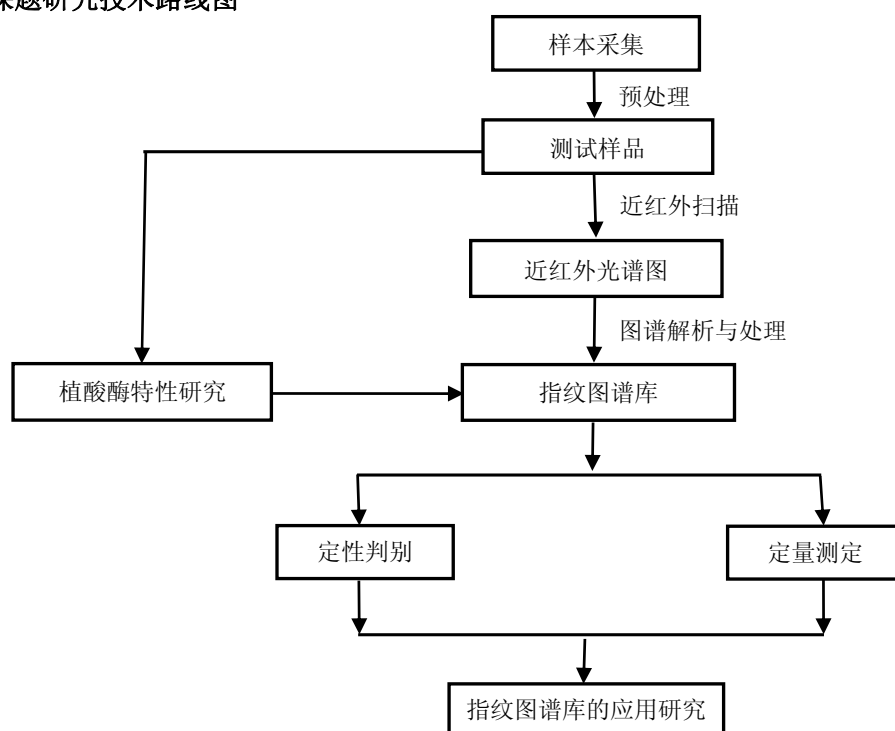 课题研究技术路线图
样本采集
预处理
测试样品
近红外扫描
近红外光谱图
图谱解析与处理
植酸酶特性研究
指纹图谱库
定性判别
定量测定
指纹图谱库的应用研究